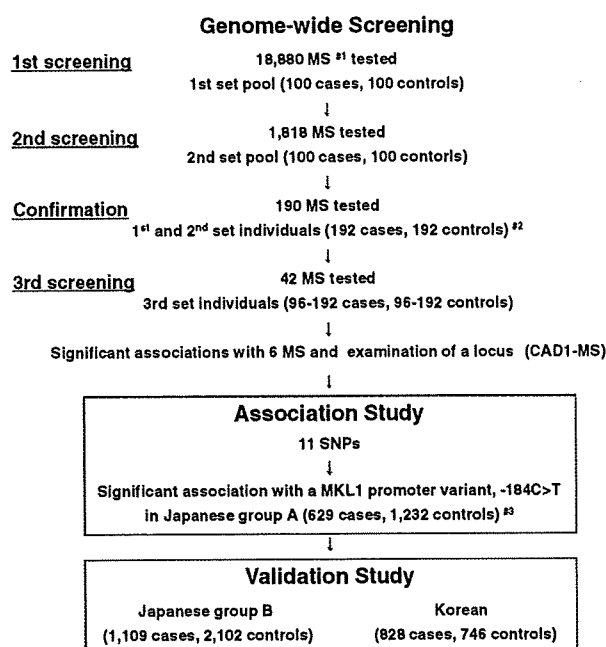 Genome-wide Screening
1st screening
18,880 MS #1 tested
1st set pool (100 cases, 100 controls)
↓
2nd screening
1,818 MS tested
2nd set pool (100 cases, 100 contorls)
↓
Confirmation
190 MS tested
1st and 2nd set individuals (192 cases, 192 controls) #2
↓
3rd screening
42 MS tested
3rd set individuals (96-192 cases, 96-192 controls)
↓
Significant associations with 6 MS and examination of a locus (CAD1-MS)
↓
Association Study
11 SNPs
↓
Significant association with a MKL1 promoter variant, -184C>T
in Japanese group A (629 cases, 1,232 controls) #3
↓
Validation Study
Japanese group B
(1,109 cases, 2,102 controls)
Korean
(828 cases, 746 controls)